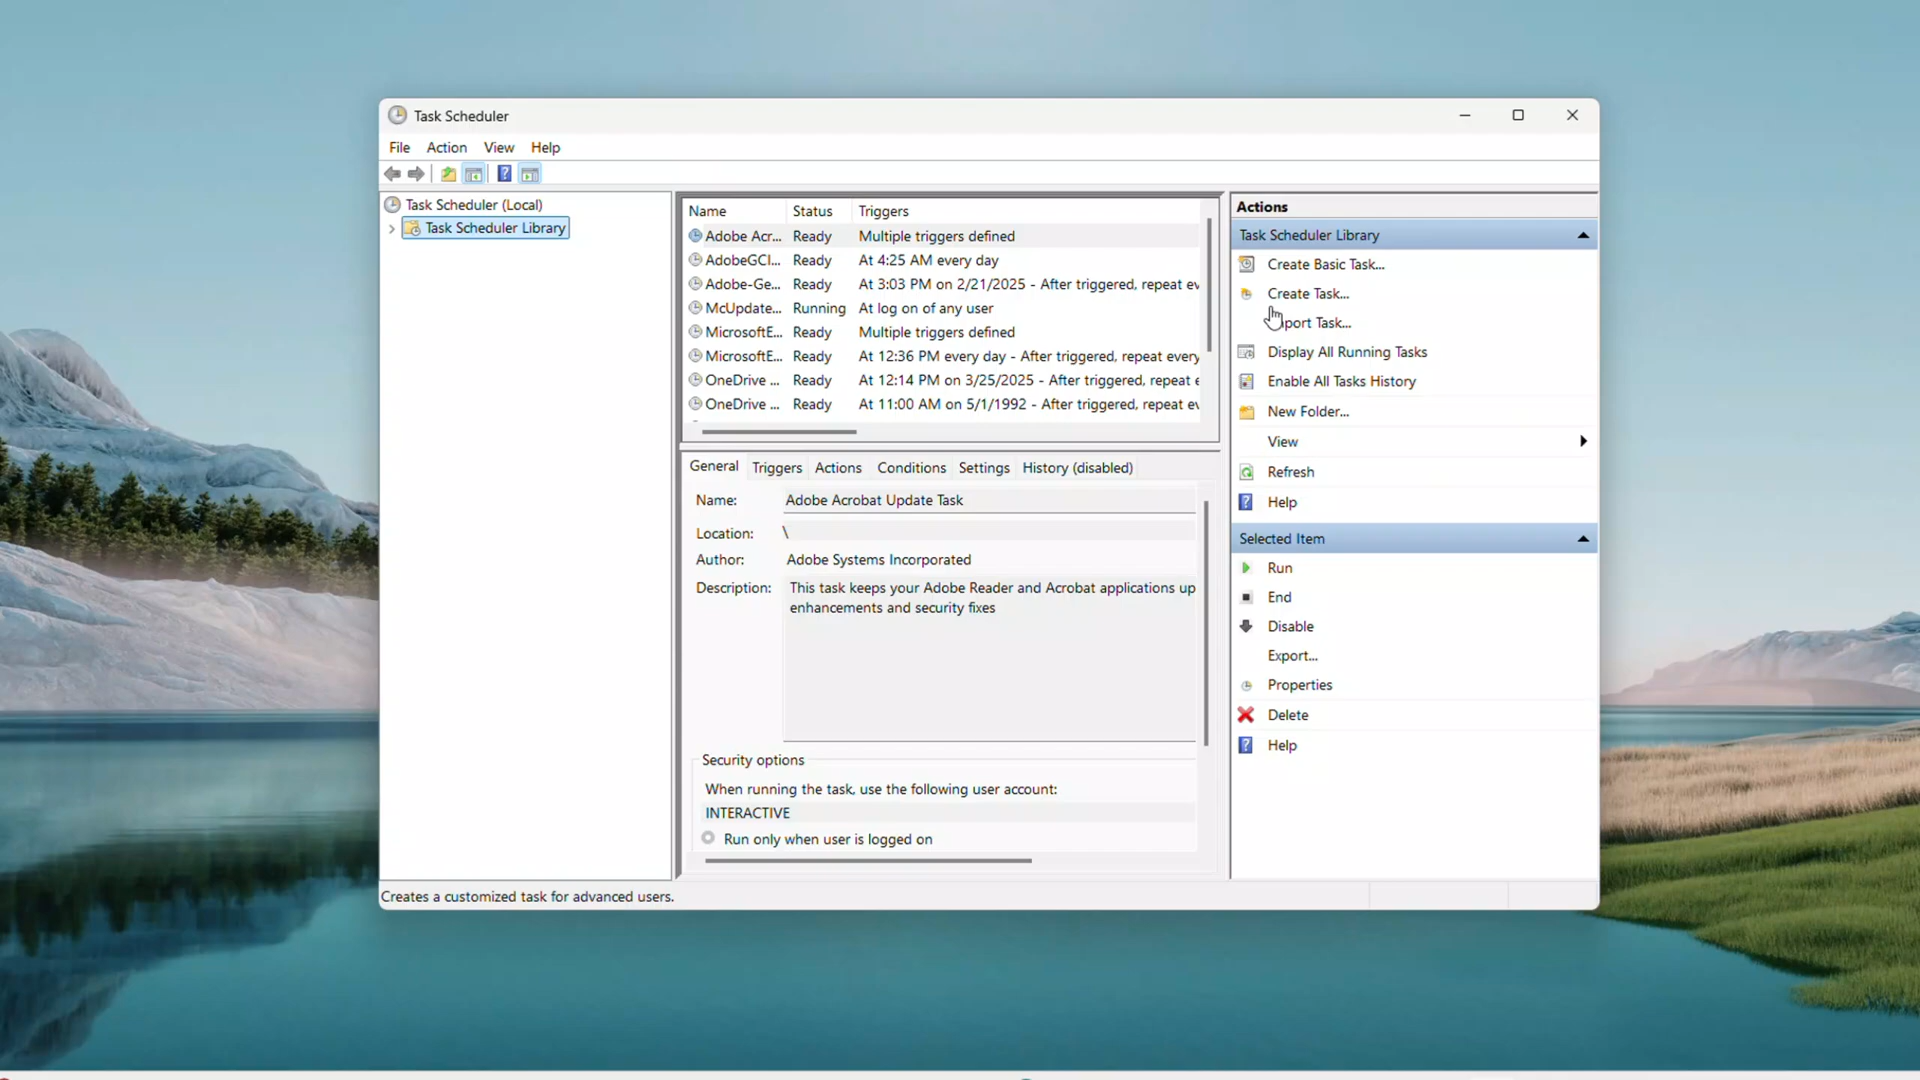 Task Scheduler
File Action View Help
Task Scheduler (Local)
Task Scheduler Library
Name Status Triggers
Adobe Acr... Ready Multiple triggers defined
AdobeGCI... Ready At 4:25 AM every day
Adobe-Ge... Ready At 3:03 PM on 2/21/2025 - After triggered, repeat ev
McUpdate... Running At log on of any user
MicrosoftE... Ready Multiple triggers defined
MicrosoftE... Ready At 12:36 PM every day - After triggered, repeat every
OneDrive ... Ready At 12:14 PM on 3/25/2025 - After triggered, repeat e
OneDrive ... Ready At 11:00 AM on 5/1/1992 - After triggered, repeat ev
General Triggers Actions Conditions Settings History (disabled)
Name: Adobe Acrobat Update Task
Location: \
Author: Adobe Systems Incorporated
Description: This task keeps your Adobe Reader and Acrobat applications up
enhancements and security fixes
Security options
When running the task, use the following user account:
INTERACTIVE
Run only when user is logged on
Actions
Task Scheduler Library
Create Basic Task...
Create Task...
port Task...
Display All Running Tasks
Enable All Tasks History
New Folder...
View
Refresh
Help
Selected Item
Run
End
Disable
Export...
Properties
Delete
Help
Creates a customized task for advanced users.